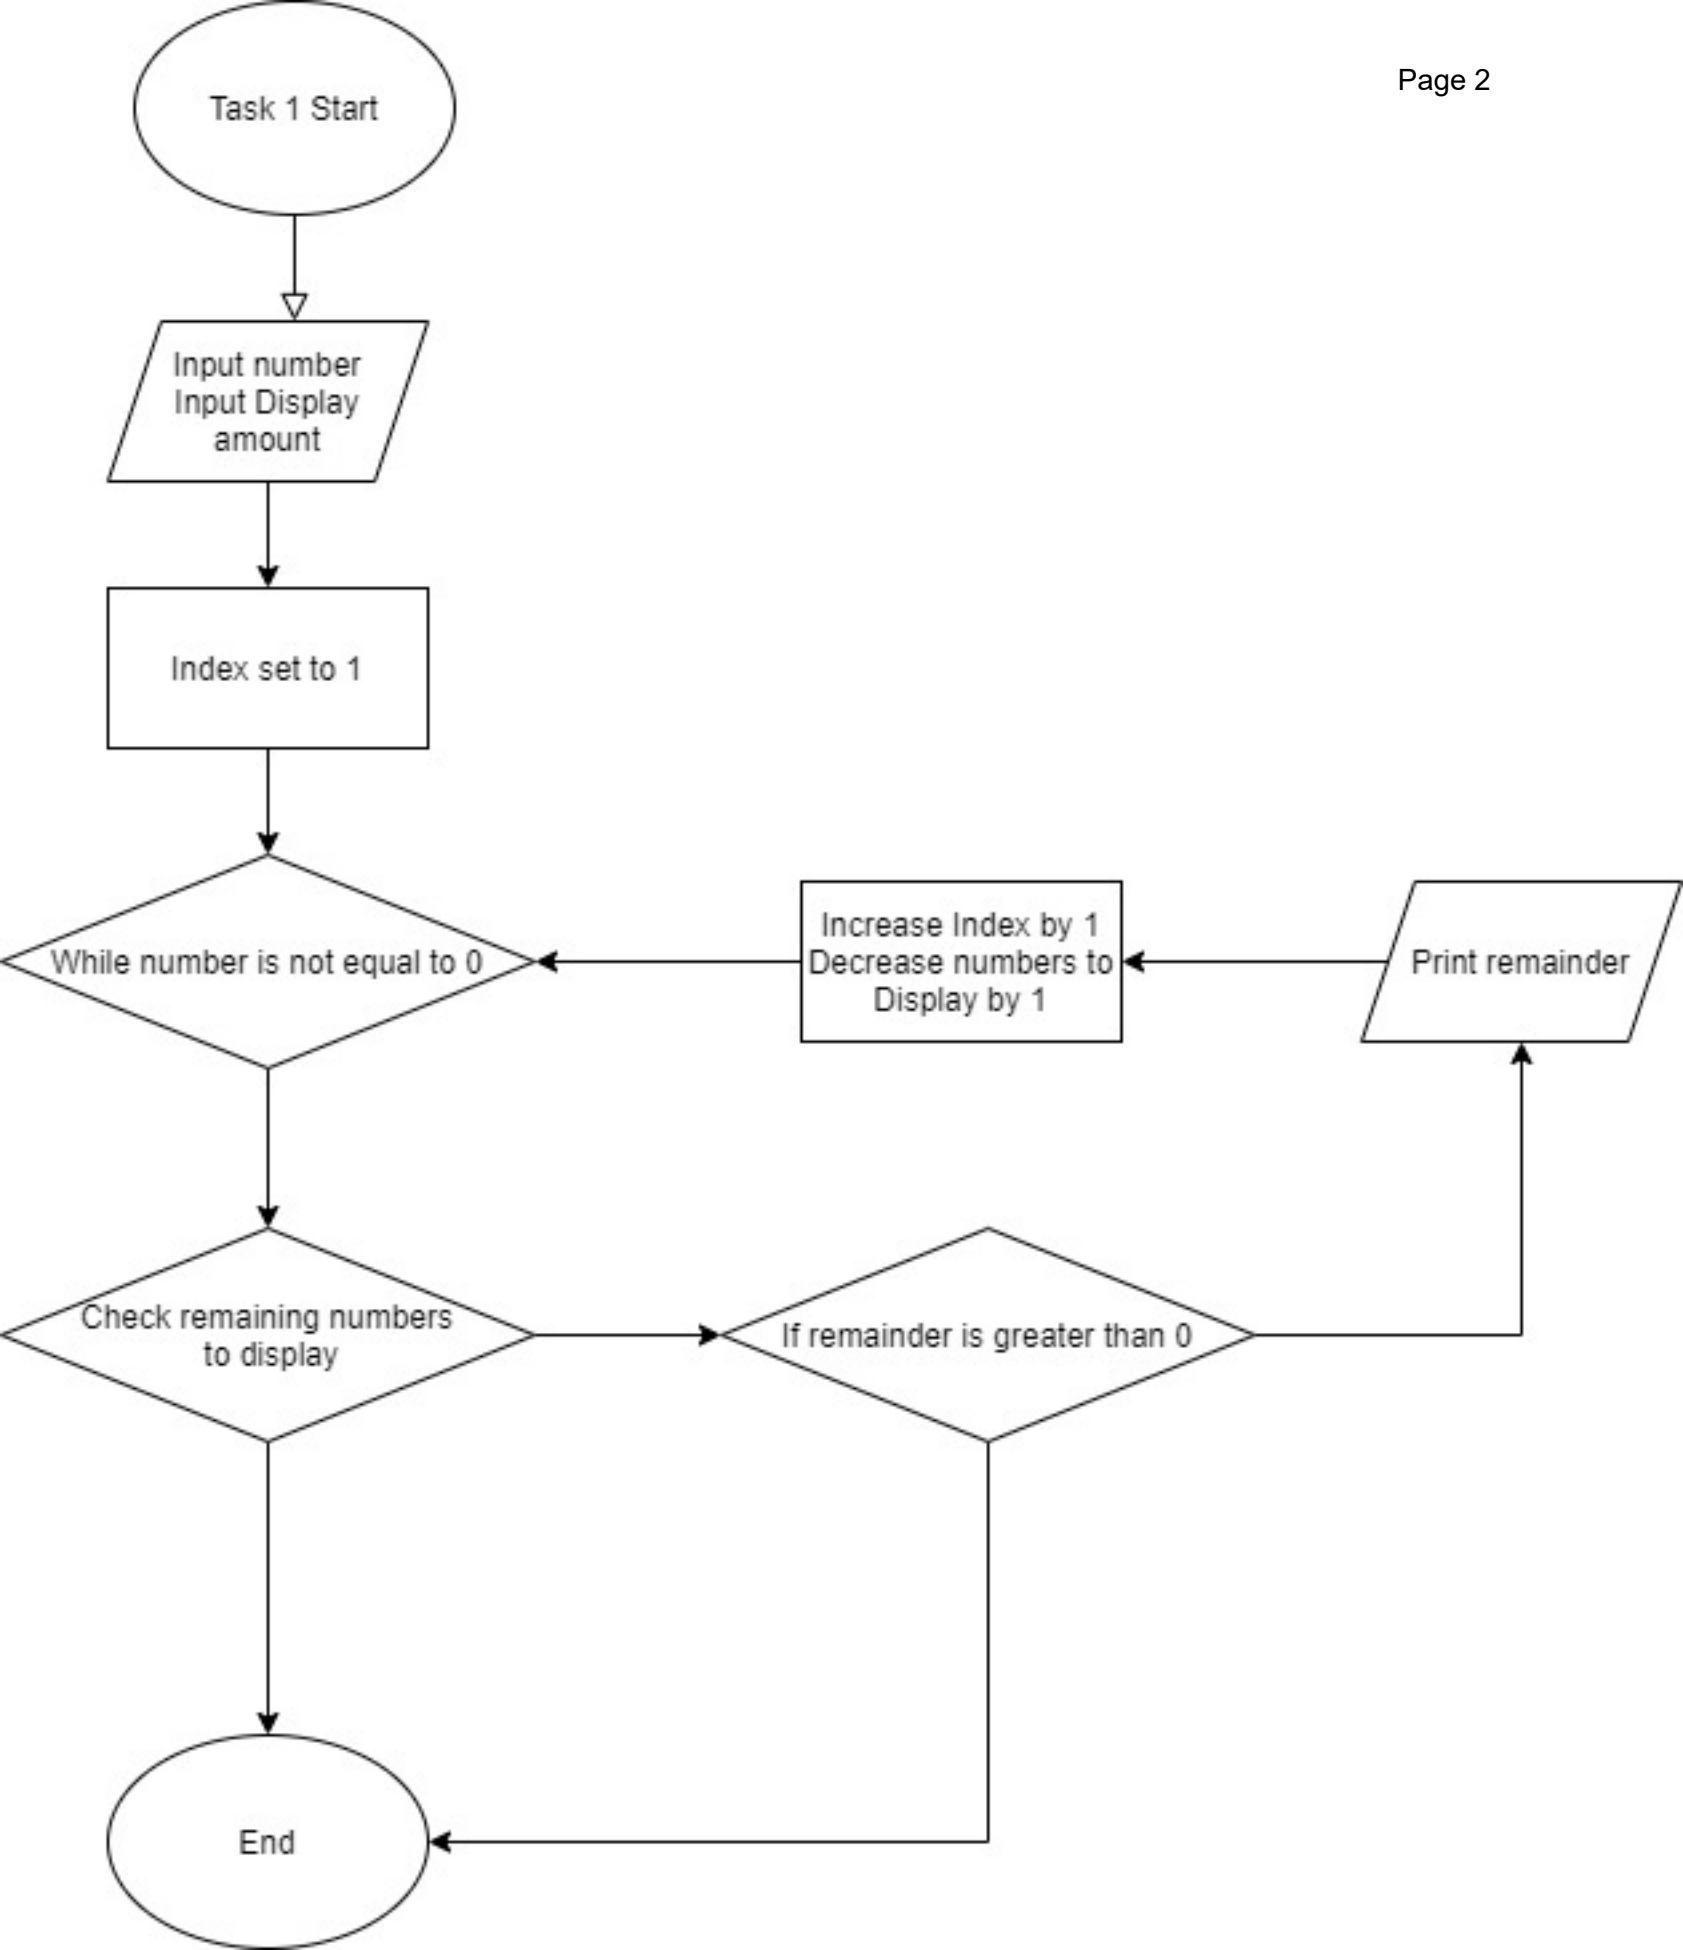 Task 1 Start
Page 2
Input number
Input Display
amount
Index set to 1
While number is not equal to 0
Increase Index by 1
Decrease numbers to
Display by 1
Print remainder
Check remaining numbers
to display
If remainder is greater than 0
End